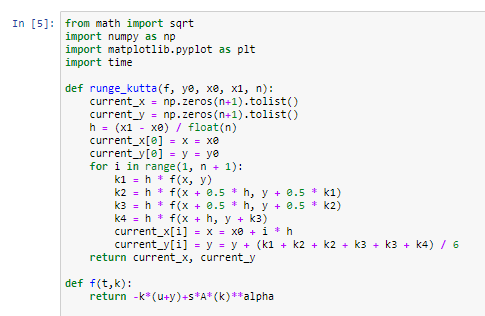 In [5]: from math import sqrt
import numpy as np
import matplotlib.pyplot as plt
import time

def runge_kutta(f, y0, x0, x1, n):
    current_x = np.zeros(n+1).tolist()
    current_y = np.zeros(n+1).tolist()
    h = (x1 - x0) / float(n)
    current_x[0] = x = x0
    current_y[0] = y = y0
    for i in range(1, n + 1):
        k1 = h * f(x, y)
        k2 = h * f(x + 0.5 * h, y + 0.5 * k1)
        k3 = h * f(x + 0.5 * h, y + 0.5 * k2)
        k4 = h * f(x + h, y + k3)
        current_x[i] = x = x0 + i * h
        current_y[i] = y = y + (k1 + k2 + k2 + k3 + k3 + k4) / 6
    return current_x, current_y

def f(t,k):
    return -k*(u+y)+s*A*(k)**alpha